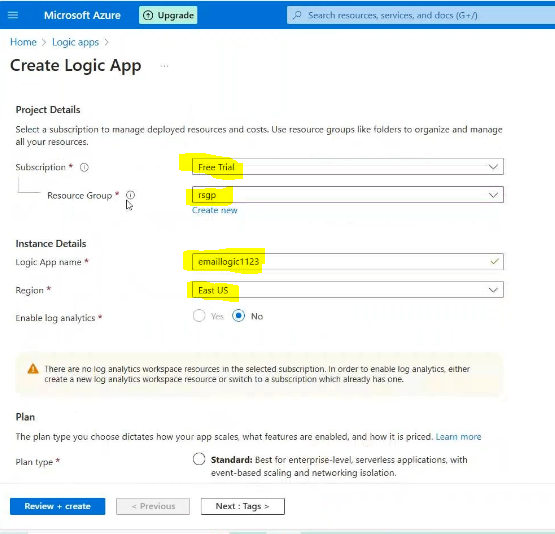 Microsoft Azure
Upgrade
Search resources, services, and docs (G+/)
Home > Logic apps >
Create Logic App ...
Project Details
Select a subscription to manage deployed resources and costs. Use resource groups like folders to organize and manage
all your resources.
Subscription *
Free Trial
Resource Group *
rsgp
Create new
Instance Details
Logic App name *
emaillogic1123
Region *
East US
Enable log analytics *
Yes
No
There are no log analytics workspace resources in the selected subscription. In order to enable log analytics, either
create a new log analytics workspace resource or switch to a subscription which already has one.
Plan
The plan type you choose dictates how your app scales, what features are enabled, and how it is priced. Learn more
Plan type *
Standard: Best for enterprise-level, serverless applications, with
event-based scaling and networking isolation.
Review + create
< Previous
Next : Tags >